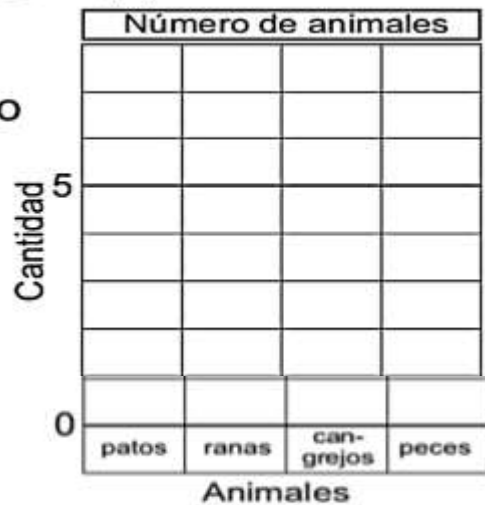 Número de animales
O
Cantidad
5
0
patos ranas can-grejos peces
Animales